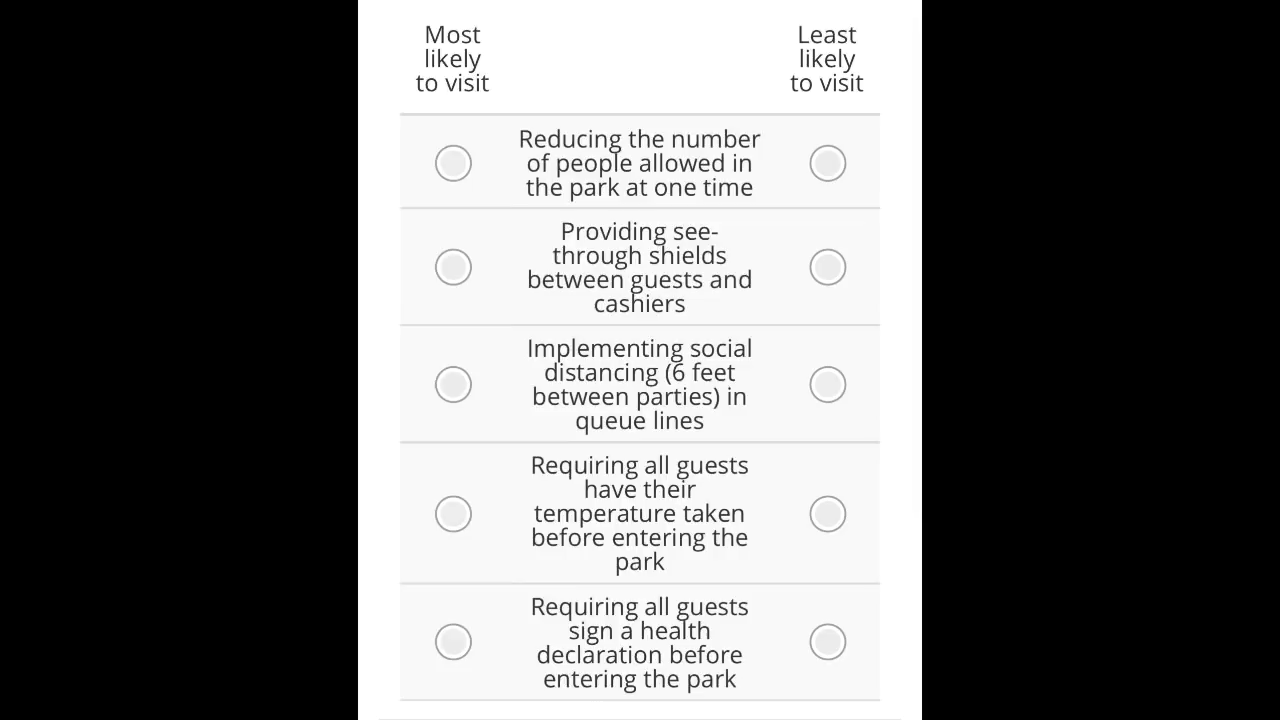 Most
likely
to visit
Least
likely
to visit
Reducing the number
of people allowed in
the park at one time
Providing see-
through shields
between guests and
cashiers
Implementing social
distancing (6 feet
between parties) in
queue lines
Requiring all guests
have their
temperature taken
before entering the
park
Requiring all guests
sign a health
declaration before
entering the park